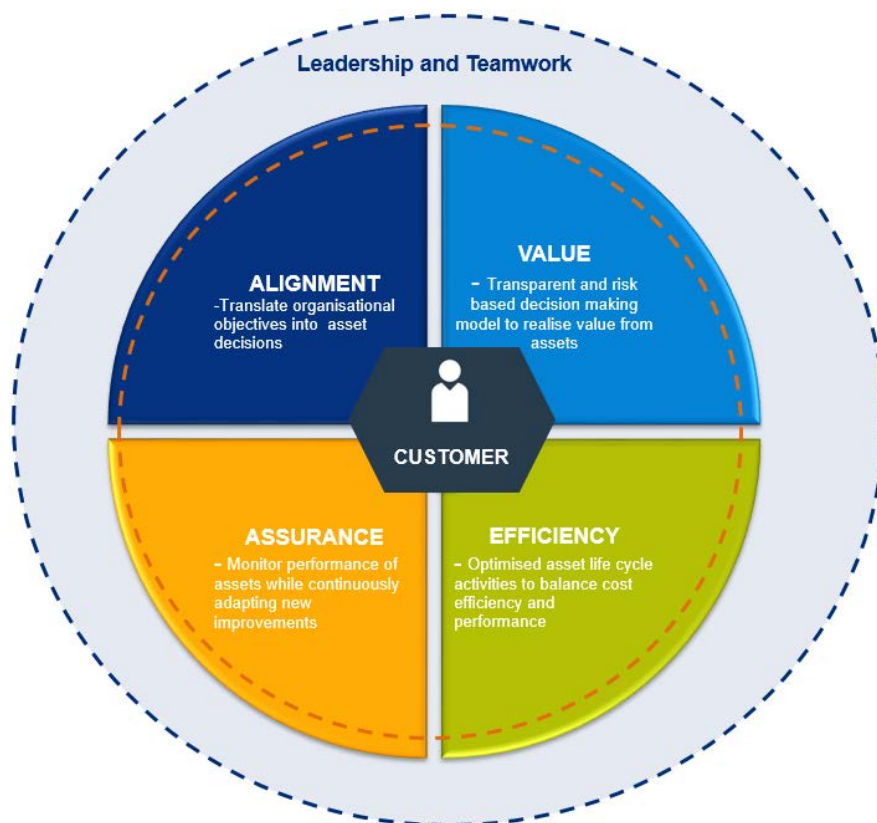 Leadership and Teamwork
ALIGNMENT
-Translate organisational
objectives into asset
decisions
VALUE
- Transparent and risk
based decision making
model to realise value from
assets
CUSTOMER
ASSURANCE
- Monitor performance of
assets while continuously
adapting new
improvements
EFFICIENCY
- Optimised asset life cycle
activities to balance cost
efficiency and
performance